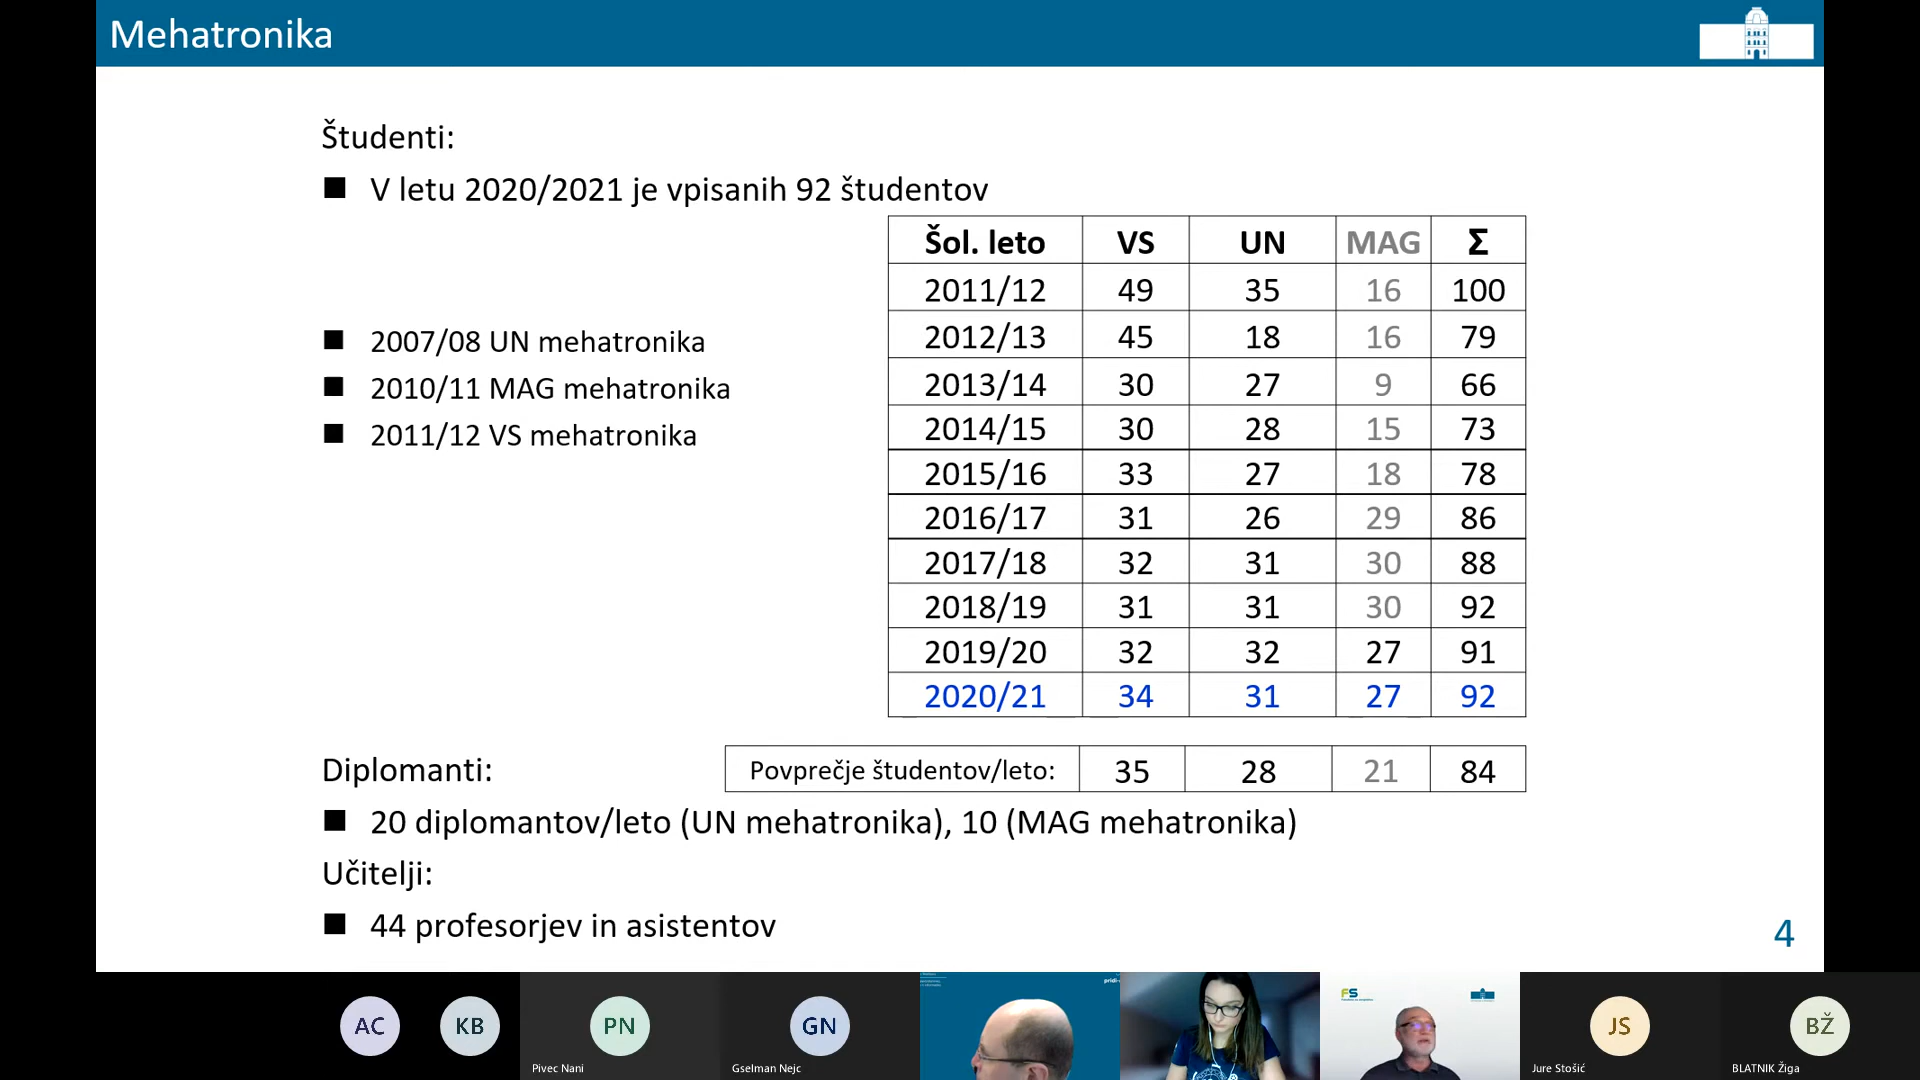 Mehatronika
Študenti:
■ V letu 2020/2021 je vpisanih 92 študentov
Šol. leto VS UN MAG Σ
2011/12 49 35 16 100
2012/13 45 18 16 79
2013/14 30 27 9 66
2014/15 30 28 15 73
2015/16 33 27 18 78
2016/17 31 26 29 86
2017/18 32 31 30 88
2018/19 31 31 30 92
2019/20 32 32 27 91
2020/21 34 31 27 92
■ 2007/08 UN mehatronika
■ 2010/11 MAG mehatronika
■ 2011/12 VS mehatronika
Povprečje študentov/leto: 35 28 21 84
Diplomanti:
■ 20 diplomantov/leto (UN mehatronika), 10 (MAG mehatronika)
Učitelji:
■ 44 profesorjev in asistentov
4
AC
KB
PN
Pivec Nani
GN
Gselman Nejc
FS
JS
Jure Stošić
BŽ
BLATNIK Žiga